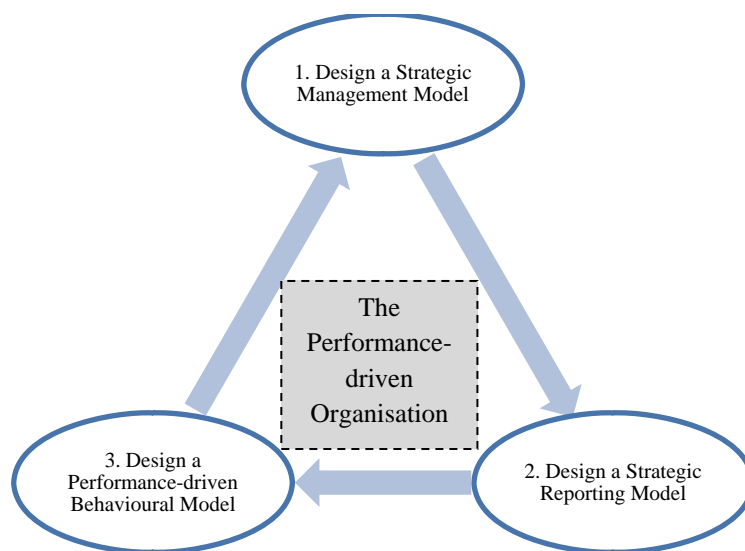 1. Design a Strategic
Management Model
The
Performance-
driven
Organisation
3. Design a
Performance-driven
Behavioural Model
2. Design a Strategic
Reporting Model